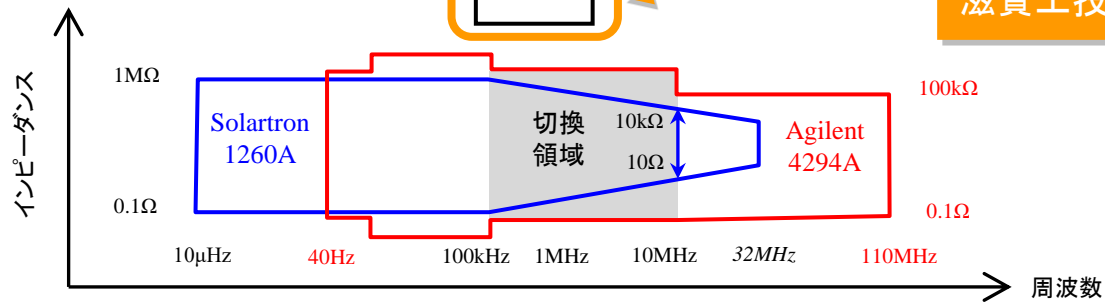 滋賀工技
インピーダンス
1MΩ
0.1Ω
Solartron
1260A
切換
領域
10kΩ
10Ω
Agilent
4294A
100kΩ
0.1Ω
10μHz
40Hz
100kHz
1MHz
10MHz
32MHz
110MHz
周波数